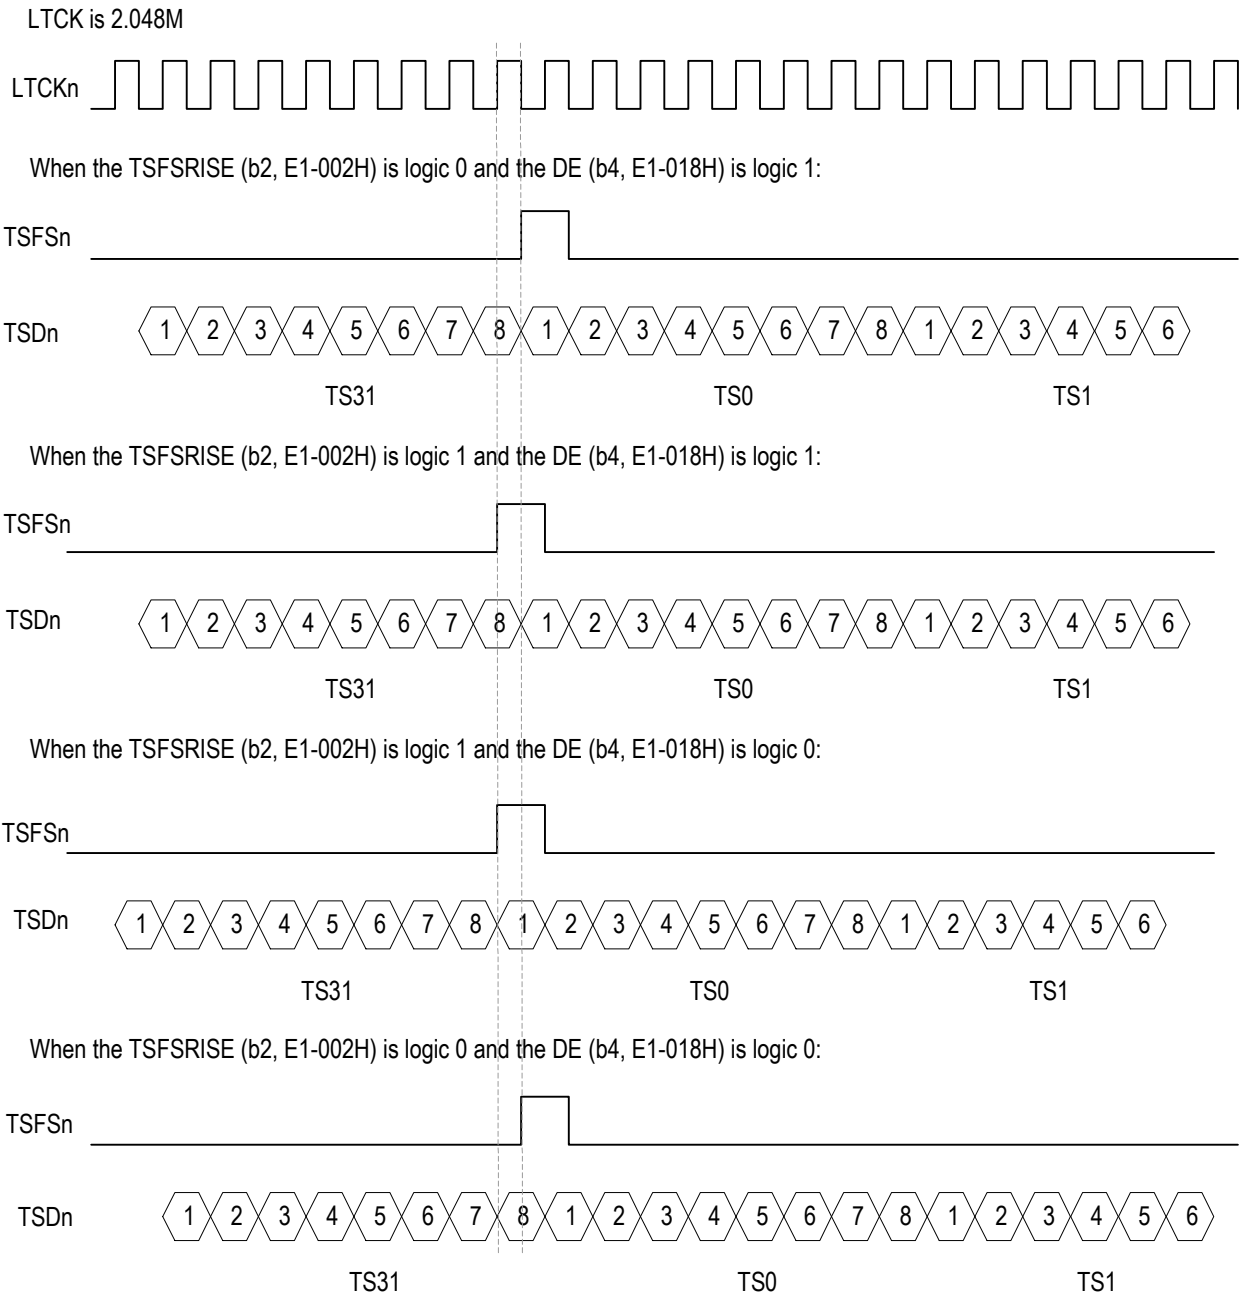 LTCK is 2.048M
LTCKn
When the TSFSRISE (b2, E1-002H) is logic 0 and the DE (b4, E1-018H) is logic 1:
TSFSn
TSDn 1 2 3 4 5 6 7 8 1 2 3 4 5 6 7 8 1 2 3 4 5 6
TS31 TS0 TS1
When the TSFSRISE (b2, E1-002H) is logic 1 and the DE (b4, E1-018H) is logic 1:
TSFSn
TSDn 1 2 3 4 5 6 7 8 1 2 3 4 5 6 7 8 1 2 3 4 5 6
TS31 TS0 TS1
When the TSFSRISE (b2, E1-002H) is logic 1 and the DE (b4, E1-018H) is logic 0:
TSFSn
TSDn 1 2 3 4 5 6 7 8 1 2 3 4 5 6 7 8 1 2 3 4 5 6
TS31 TS0 TS1
When the TSFSRISE (b2, E1-002H) is logic 0 and the DE (b4, E1-018H) is logic 0:
TSFSn
TSDn 1 2 3 4 5 6 7 8 1 2 3 4 5 6 7 8 1 2 3 4 5 6
TS31 TS0 TS1